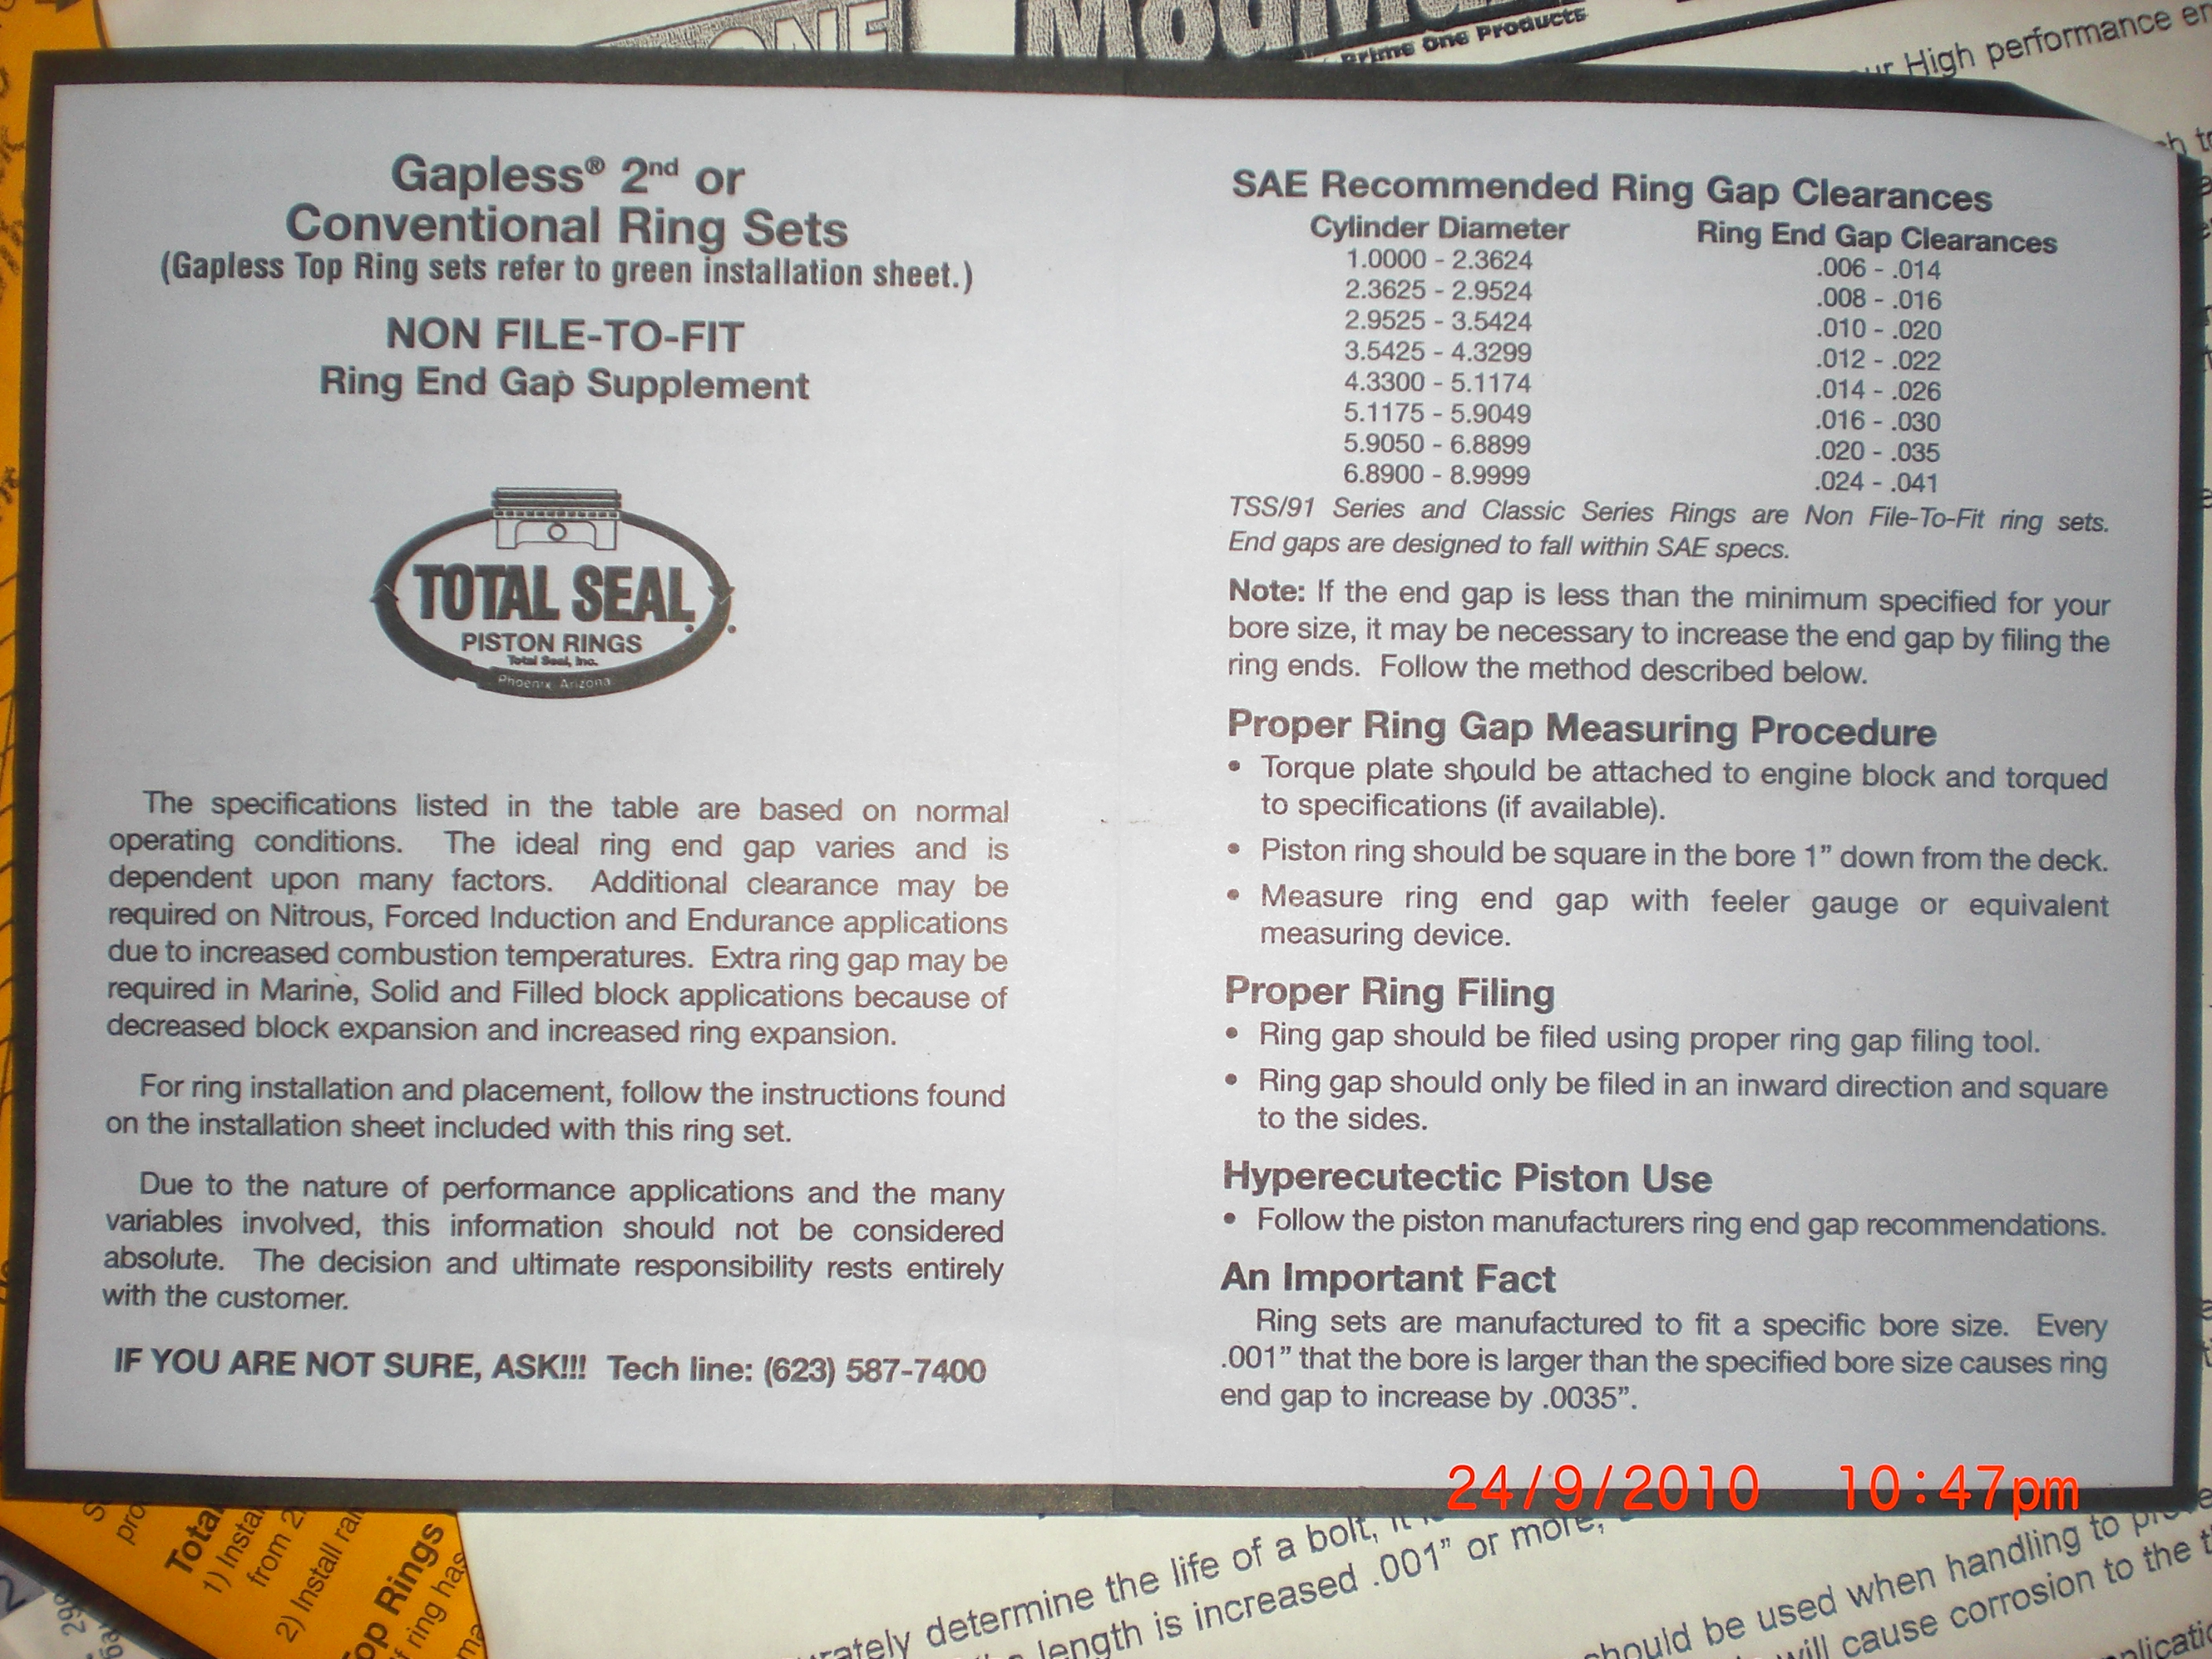 ONE
Prime One Products
High performance
Gapless® 2nd or
Conventional Ring Sets
(Gapless Top Ring sets refer to green installation sheet.)
NON FILE-TO-FIT
Ring End Gap Supplement
TOTAL SEAL
PISTON RINGS
Total Seal, Inc.
Phoenix Arizona
The specifications listed in the table are based on normal
operating conditions. The ideal ring end gap varies and is
dependent upon many factors. Additional clearance may be
required on Nitrous, Forced Induction and Endurance applications
due to increased combustion temperatures. Extra ring gap may be
required in Marine, Solid and Filled block applications because of
decreased block expansion and increased ring expansion.
For ring installation and placement, follow the instructions found
on the installation sheet included with this ring set.
Due to the nature of performance applications and the many
variables involved, this information should not be considered
absolute. The decision and ultimate responsibility rests entirely
with the customer.
IF YOU ARE NOT SURE, ASK!!! Tech line: (623) 587-7400
SAE Recommended Ring Gap Clearances
Cylinder Diameter Ring End Gap Clearances
1.0000 - 2.3624 .006 - .014
2.3625 - 2.9524 .008 - .016
2.9525 - 3.5424 .010 - .020
3.5425 - 4.3299 .012 - .022
4.3300 - 5.1174 .014 - .026
5.1175 - 5.9049 .016 - .030
5.9050 - 6.8899 .020 - .035
6.8900 - 8.9999 .024 - .041
TSS/91 Series and Classic Series Rings are Non File-To-Fit ring sets.
End gaps are designed to fall within SAE specs.
Note: If the end gap is less than the minimum specified for your
bore size, it may be necessary to increase the end gap by filing the
ring ends. Follow the method described below.
Proper Ring Gap Measuring Procedure
• Torque plate should be attached to engine block and torqued
to specifications (if available).
• Piston ring should be square in the bore 1” down from the deck.
• Measure ring end gap with feeler gauge or equivalent
measuring device.
Proper Ring Filing
• Ring gap should be filed using proper ring gap filing tool.
• Ring gap should only be filed in an inward direction and square
to the sides.
Hyperecutectic Piston Use
• Follow the piston manufacturers ring end gap recommendations.
An Important Fact
Ring sets are manufactured to fit a specific bore size. Every
.001” that the bore is larger than the specified bore size causes ring
end gap to increase by .0035”.
24/9/2010 10:47pm
1) Insta
from 2
2) Install
Top Rings
ring has
determine the life of a bolt,
length is increased .001” or more,
should be used when handling to
will cause corrosion to the